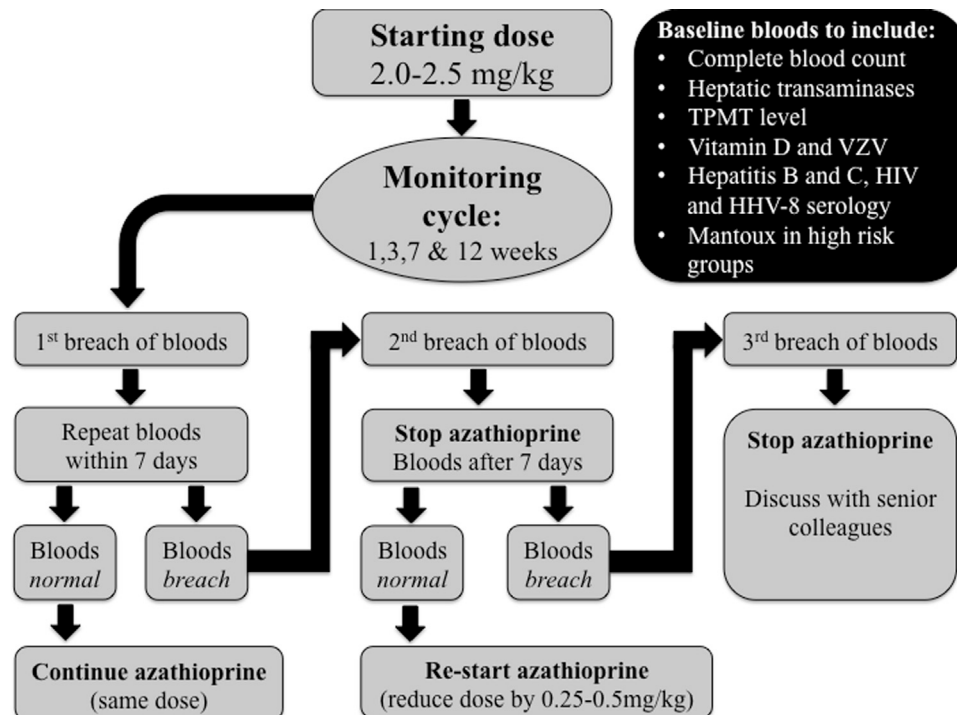 Starting dose
2.0-2.5 mg/kg
Baseline bloods to include:
• Complete blood count
• Heptatic transaminases
• TPMT level
• Vitamin D and VZV
• Hepatitis B and C, HIV
and HHV-8 serology
• Mantoux in high risk
groups
Monitoring
cycle:
1,3,7 & 12 weeks
1st breach of bloods
Repeat bloods
within 7 days
Bloods
normal
Bloods
breach
Continue azathioprine
(same dose)
2nd breach of bloods
Stop azathioprine
Bloods after 7 days
Bloods
normal
Bloods
breach
Re-start azathioprine
(reduce dose by 0.25-0.5mg/kg)
3rd breach of bloods
Stop azathioprine
Discuss with senior
colleagues